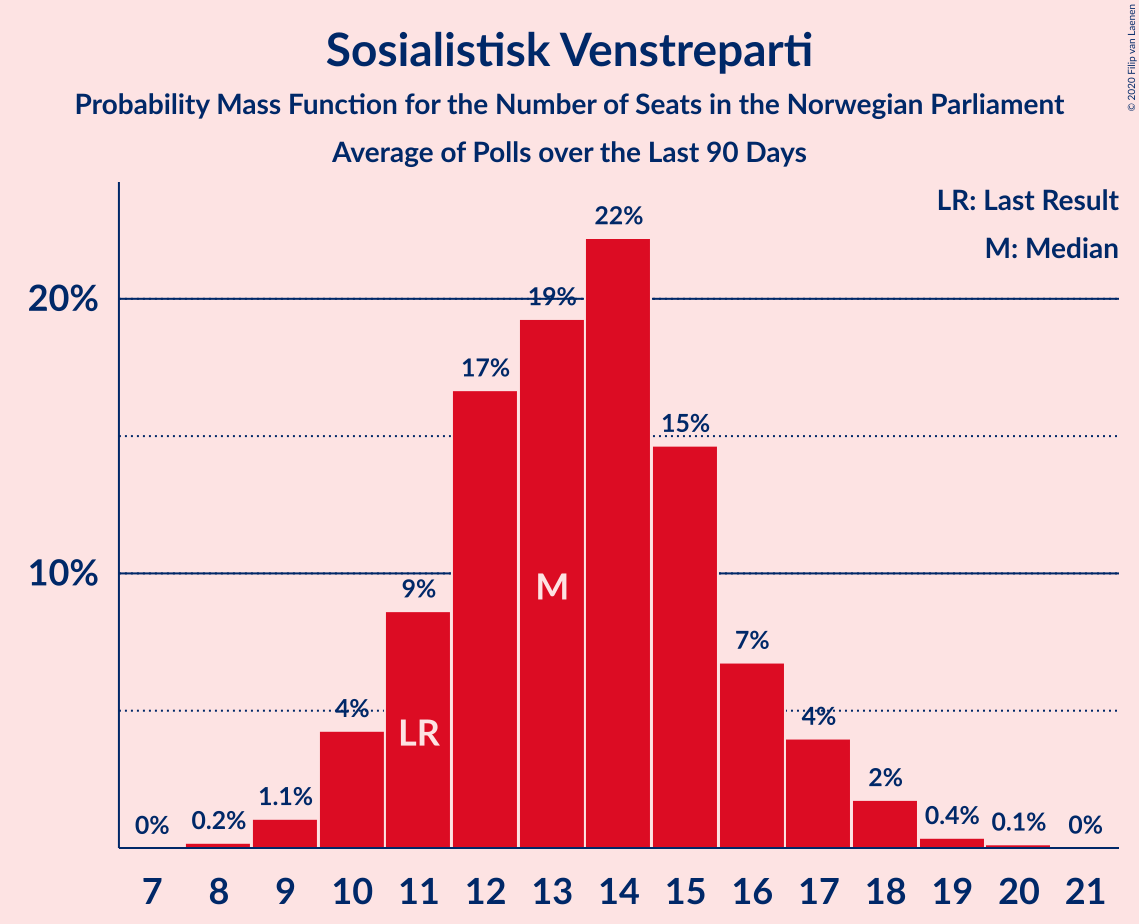 Sosialistisk Venstreparti
Probability Mass Function for the Number of Seats in the Norwegian Parliament
Average of Polls over the Last 90 Days
© 2020 Filip van Laenen
LR: Last Result
M: Median
20%
10%
0%
0.2%
1.1%
4%
9%
17%
19%
22%
15%
7%
4%
2%
0.4%
0.1%
0%
LR
M
7 8 9 10 11 12 13 14 15 16 17 18 19 20 21